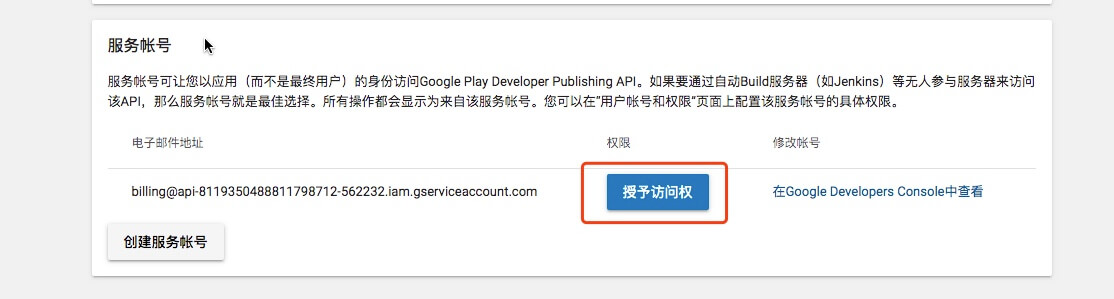 服务帐号
服务帐号可让您以应用（而不是最终用户）的身份访问Google Play Developer Publishing API。如果要通过自动Build服务器（如Jenkins）等无人参与服务器来访问
该API，那么服务帐号就是最佳选择。所有操作都会显示为来自该服务帐号。您可以在“用户帐号和权限”页面上配置该服务帐号的具体权限。
电子邮件地址 权限 修改帐号
billing@api-8119350488811798712-562232.iam.gserviceaccount.com 授予访问权 在Google Developers Console中查看
创建服务帐号